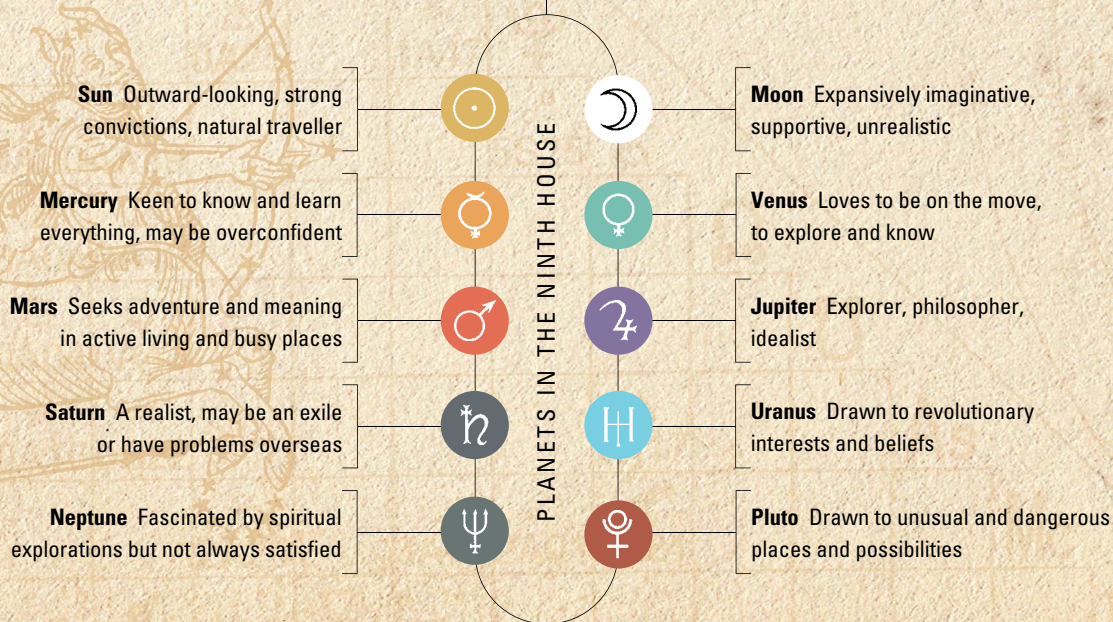 Sun Outward-looking, strong
convictions, natural traveller
Moon Expansively imaginative,
supportive, unrealistic
Mercury Keen to know and learn
everything, may be overconfident
Venus Loves to be on the move,
to explore and know
Mars Seeks adventure and meaning
in active living and busy places
Jupiter Explorer, philosopher,
idealist
Saturn A realist, may be an exile
or have problems overseas
Uranus Drawn to revolutionary
interests and beliefs
Neptune Fascinated by spiritual
explorations but not always satisfied
Pluto Drawn to unusual and dangerous
places and possibilities
PLANETS IN THE NINTH HOUSE